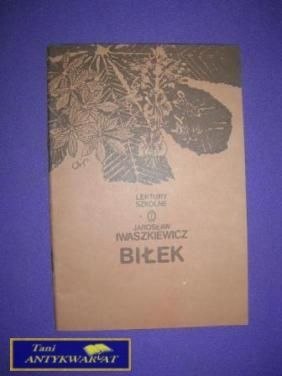 LEKTURY
SZKOLNE
JAROSŁAW
IWASZKIEWICZ
BIŁEK
Tani
ANTYKWARIAT